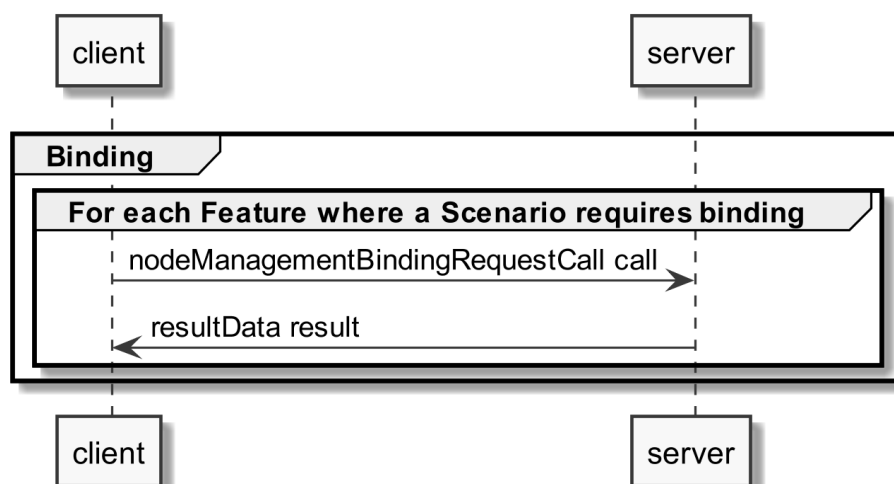 client server
Binding
For each Feature where a Scenario requires binding
nodeManagementBindingRequestCall call
resultData result
client server